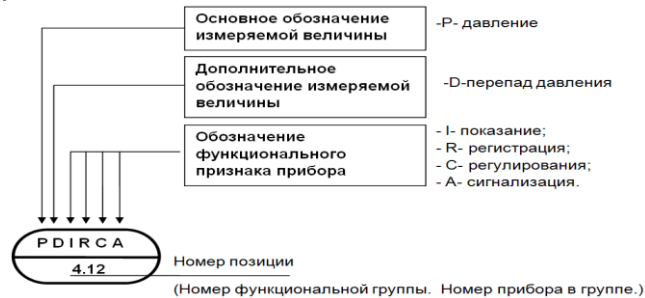 Основное обозначение
измеряемой величины
-P- давление
Дополнительное
обозначение измеряемой
величины
-D-перепад давления
Обозначение
функционального
признака прибора
- I- показание;
- R- регистрация;
- C- регулирования;
- A- сигнализация.
PDIRCA
4.12
Номер позиции
(Номер функциональной группы. Номер прибора в группе.)